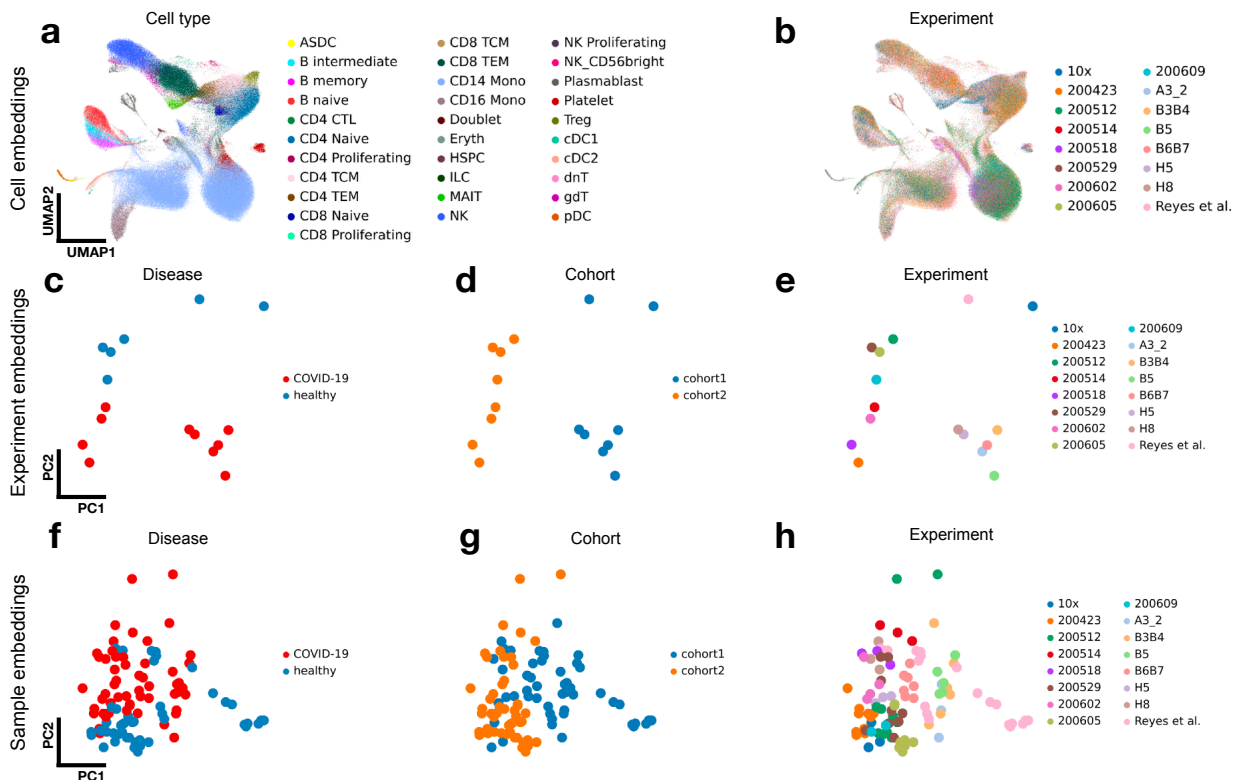 a
Cell type
ASDC
B intermediate
B memory
B naive
CD4 CTL
CD4 Naive
CD4 Proliferating
CD4 TCM
CD4 TEM
CD8 Naive
CD8 Proliferating
CD8 TCM
CD8 TEM
CD14 Mono
CD16 Mono
Doublet
Eryth
HSPC
ILC
MAIT
NK
NK Proliferating
NK_CD56bright
Plasmablast
Platelet
Treg
cDC1
cDC2
dnT
gdT
pDC
Cell embeddings
UMAP2
UMAP1
b
Experiment
10x
200423
200512
200514
200518
200529
200602
200605
200609
A3_2
B3B4
B5
B6B7
H5
H8
Reyes et al.
c
Disease
COVID-19
healthy
Experiment embeddings
PC2
PC1
d
Cohort
cohort1
cohort2
e
Experiment
10x
200423
200512
200514
200518
200529
200602
200605
200609
A3_2
B3B4
B5
B6B7
H5
H8
Reyes et al.
f
Disease
COVID-19
healthy
Sample embeddings
PC2
PC1
g
Cohort
cohort1
cohort2
h
Experiment
10x
200423
200512
200514
200518
200529
200602
200605
200609
A3_2
B3B4
B5
B6B7
H5
H8
Reyes et al.